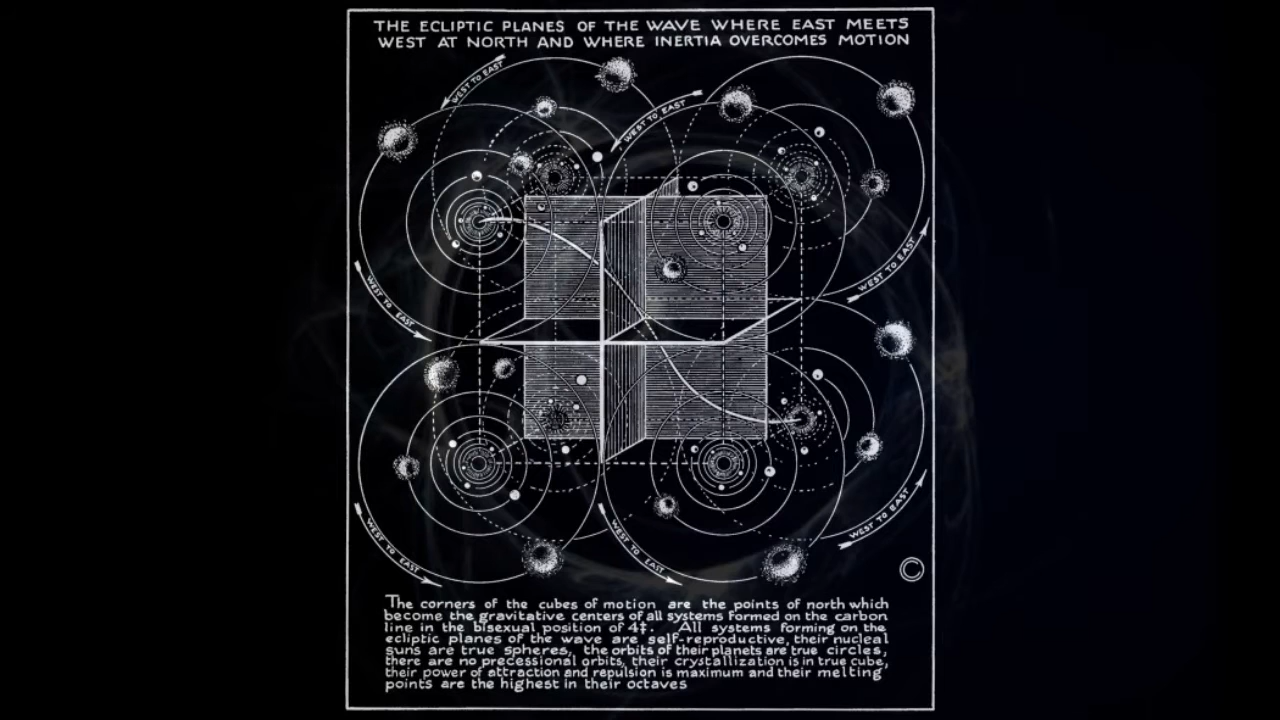 THE ECLIPTIC PLANES OF THE WAVE WHERE EAST MEETS
WEST AT NORTH AND WHERE INERTIA OVERCOMES MOTION
WEST TO EAST
WEST TO EAST
WEST TO EAST
WEST TO EAST
WEST TO EAST
WEST TO EAST
WEST TO EAST
©
The corners of the cubes of motion are the points of north which
become the gravitative centers of all systems formed on the carbon
line in the bisexual position of 4‡. All systems forming on the
ecliptic planes of the wave are self-reproductive, their nuclear
suns are true spheres, the orbits of their planets are true circles,
there are no precessional orbits, their crystallization is in true cube,
their power of attraction and repulsion is maximum and their melting
points are the highest in their octaves